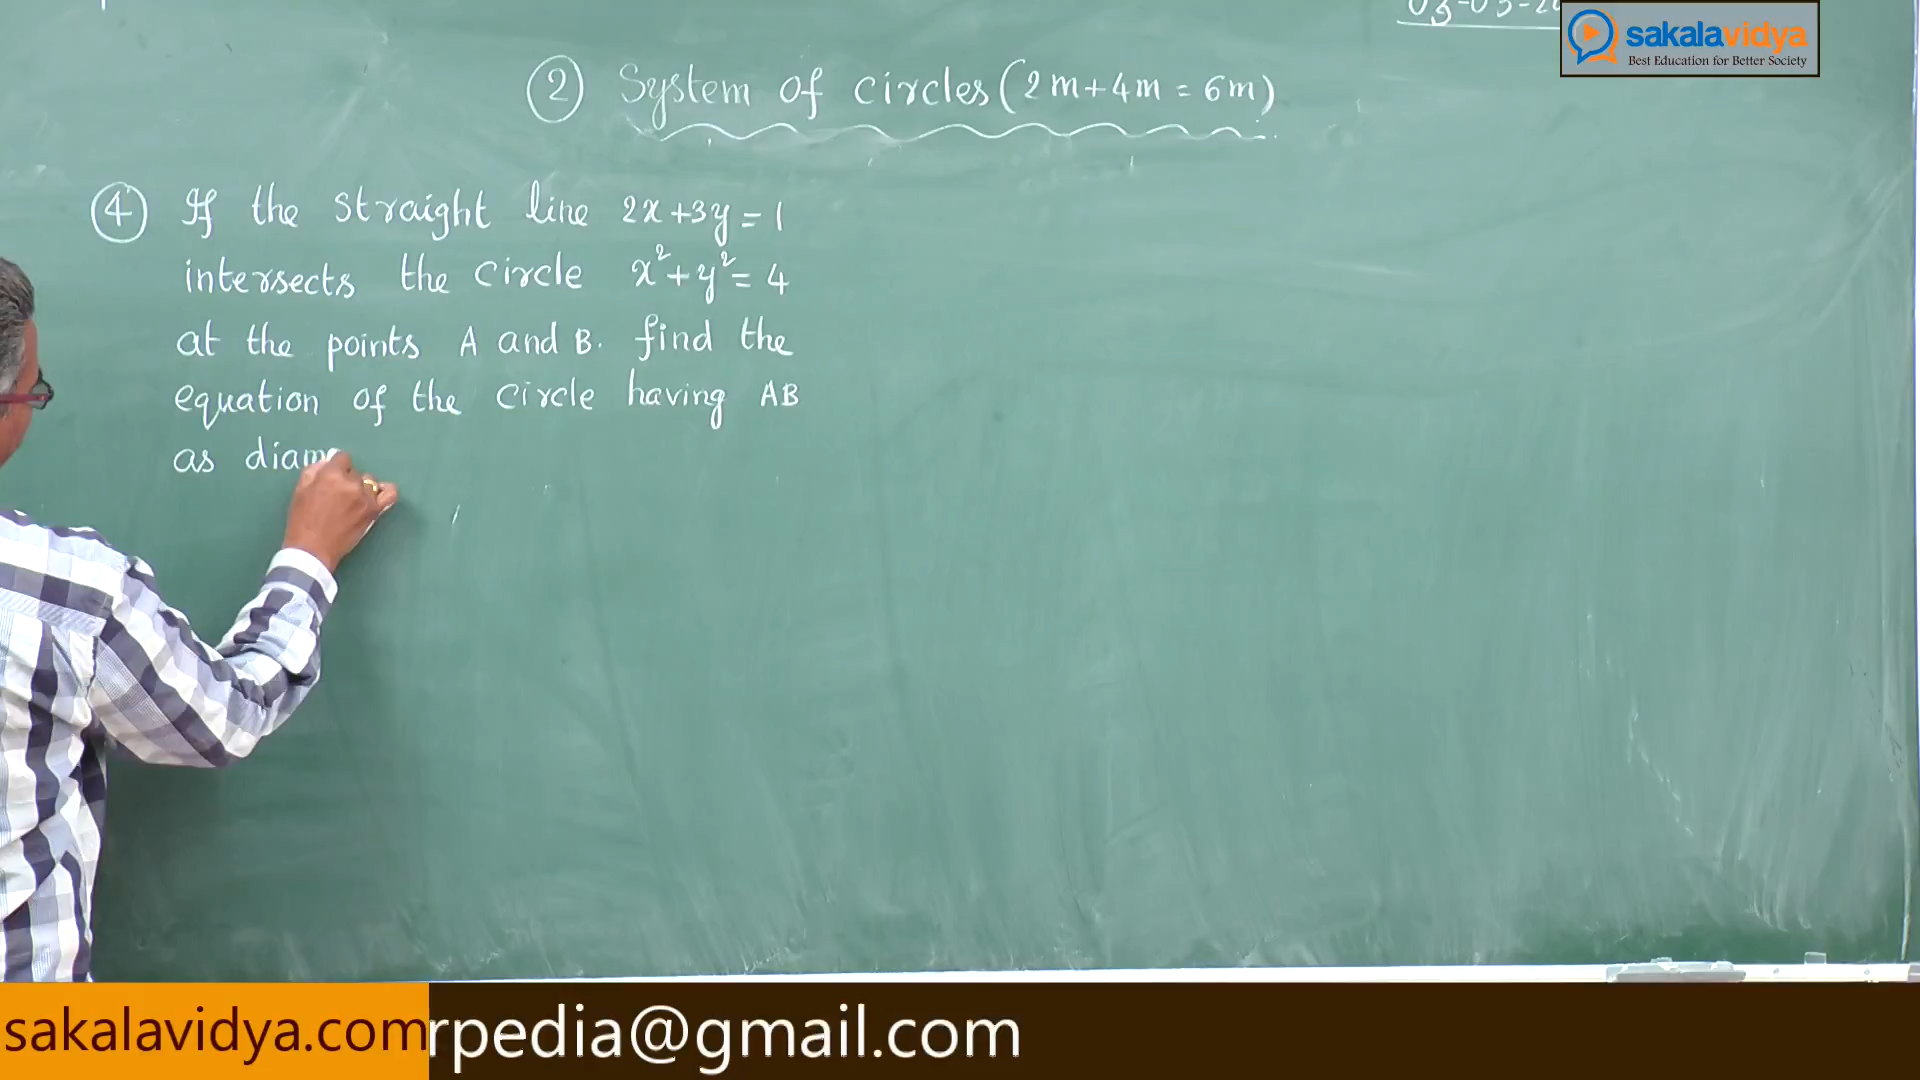 sakalavidya
Best Education for Better Society
② System of circles (2m+4m = 6m)
④ If the straight line 2x+3y=1
intersects the circle x²+y²=4
at the points A and B. find the
equation of the circle having AB
as diam
sakalavidya.com rpedia@gmail.com